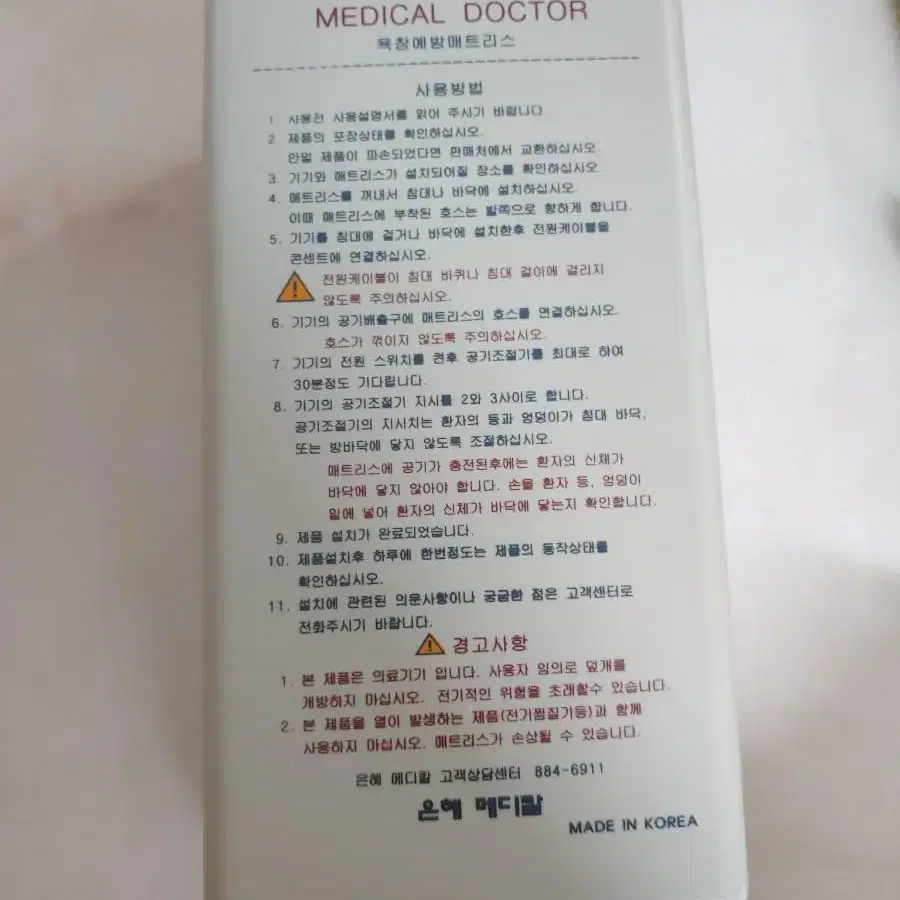 MEDICAL DOCTOR
욕창예방매트리스
사용방법
1 사용전 사용설명서를 읽어 주시기 바랍니다
2 제품의 포장상태를 확인하십시오.
만일 제품이 파손되었다면 판매처에서 교환하십시오.
3 기기와 매트리스가 설치되어질 장소를 확인하십시오.
4. 매트리스를 꺼내서 침대나 바닥에 설치하십시오.
이때 매트리스에 부착된 호스는 발쪽으로 향하게 합니다.
5. 기기를 침대에 걸거나 바닥에 설치한후 전원케이블을
콘센트에 연결하십시오.
전원케이블이 침대 바퀴나 침대 걸이에 걸리지
않도록 주의하십시오.
6. 기기의 공기배출구에 매트리스의 호스를 연결하십시오.
호스가 꺾이지 않도록 주의하십시오.
7. 기기의 전원 스위치를 켠후 공기조절기를 최대로 하여
30분정도 기다립니다.
8. 기기의 공기조절기 지시를 2와 3사이로 합니다.
공기조절기의 지시치는 환자의 등과 엉덩이가 침대 바닥,
또는 방바닥에 닿지 않도록 조절하십시오.
매트리스에 공기가 충전된후에는 환자의 신체가
바닥에 닿지 않아야 합니다. 손을 환자 등, 엉덩이
밑에 넣어 환자의 신체가 바닥에 닿는지 확인합니다.
9. 제품 설치가 완료되었습니다.
10. 제품설치후 하루에 한번정도는 제품의 동작상태를
확인하십시오.
11. 설치에 관련된 의문사항이나 궁금한 점은 고객센터로
전화주시기 바랍니다.
경고사항
1. 본 제품은 의료기기 입니다. 사용자 임의로 덮개를
개방하지 마십시오. 전기적인 위험을 초래할수 있습니다.
2. 본 제품을 열이 발생하는 제품(전기찜질기등)과 함께
사용하지 마십시오. 매트리스가 손상될 수 있습니다.
은혜 메디칼 고객상담센터 884-6911
은혜 메디칼
MADE IN KOREA